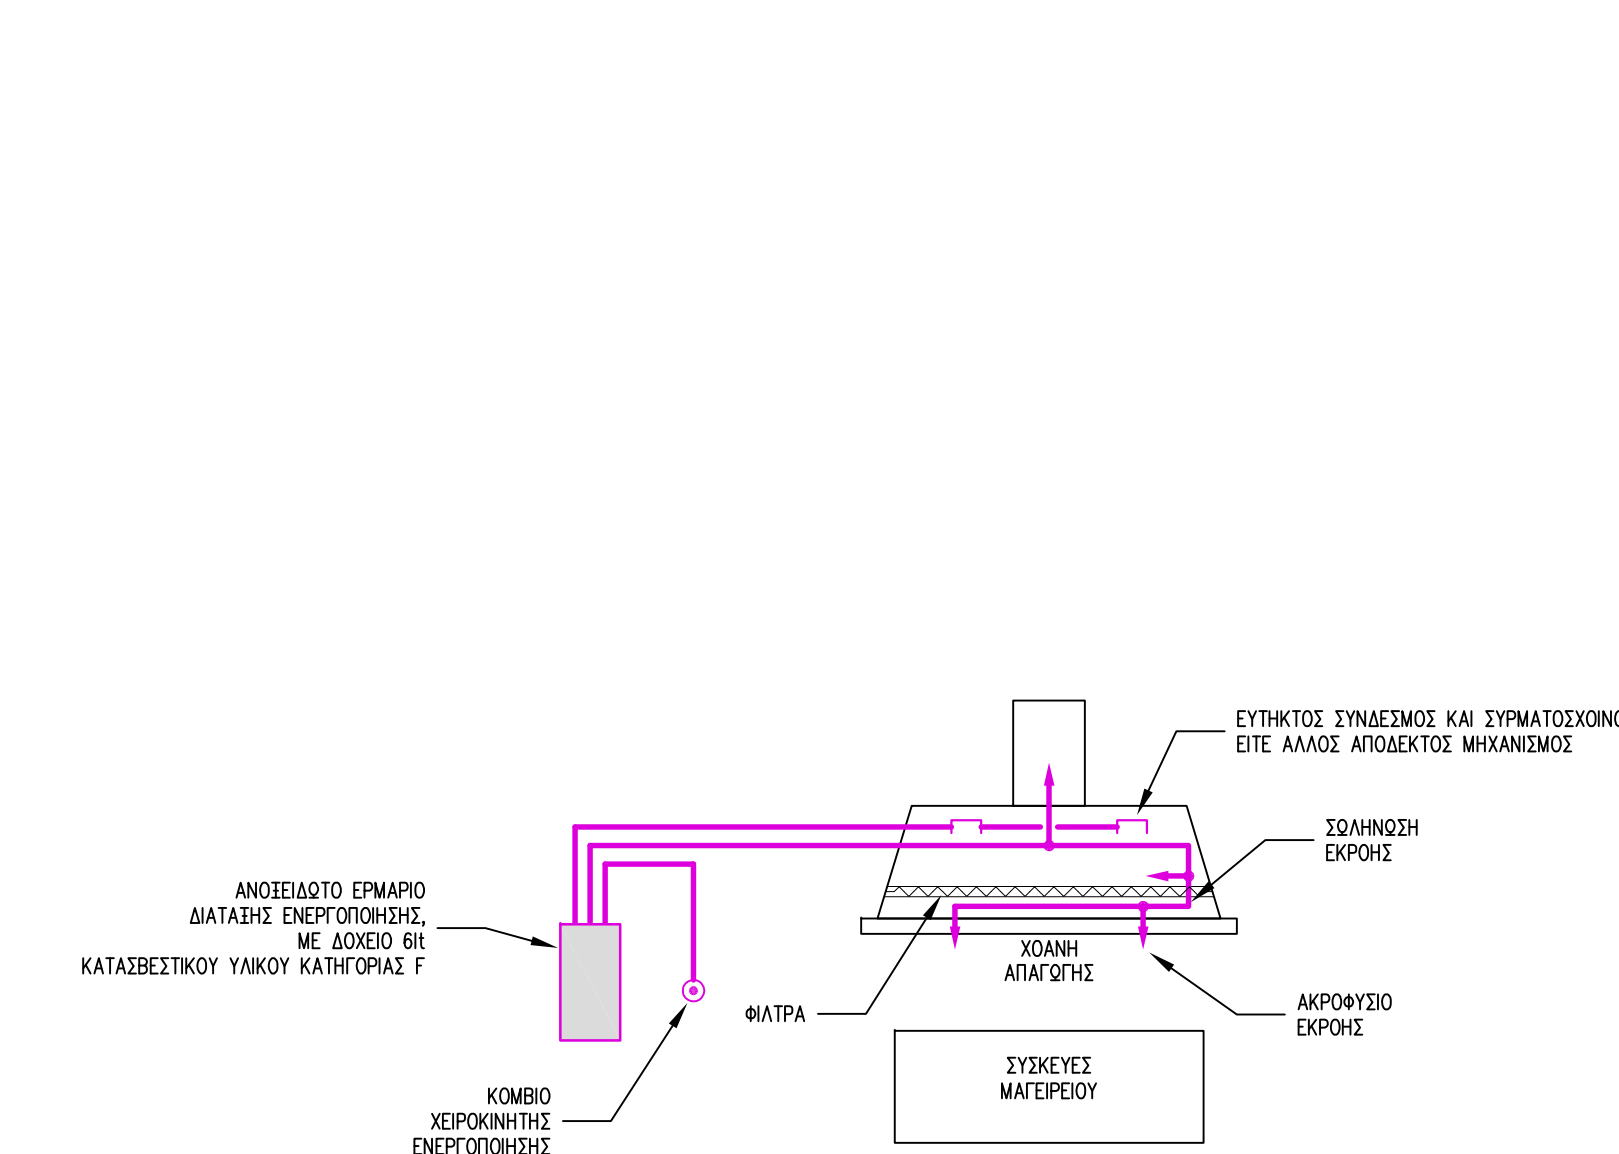 ΕΥΤΗΚΤΟΣ ΣΥΝΔΕΣΜΟΣ ΚΑΙ
ΕΙΤΕ ΑΛΛΟΣ ΑΠΟΔΕΚΤΟΣ ΜΗΧΑΝΙΣΜΟΣ
ΣΩΛΗΝΩΣΗ
ΕΚΡΟΗΣ
ΑΝΟΞΕΙΔΩΤΟ ΕΡΜΑΡΙΟ
ΔΙΑΤΑΞΗΣ ΕΝΕΡΓΟΠΟΙΗΣΗΣ,
ΜΕ ΔΟΧΕΙΟ 6lt
ΚΑΤΑΣΒΕΣΤΙΚΟΥ ΥΛΙΚΟΥ ΚΑΤΗΓΟΡΙΑΣ F
ΧΟΑΝΗ
ΑΠΑΓΩΓΗΣ
ΦΙΛΤΡΑ
ΑΚΡΟΦΥΣΙΟ
ΕΚΡΟΗΣ
ΣΥΣΚΕΥΕΣ
ΜΑΓΕΙΡΕΙΟΥ
ΚΟΜΒΙΟ
ΧΕΙΡΟΚΙΝΗΤΗΣ
ΕΝΕΡΓΟΠΟΙΗΣΗΣ